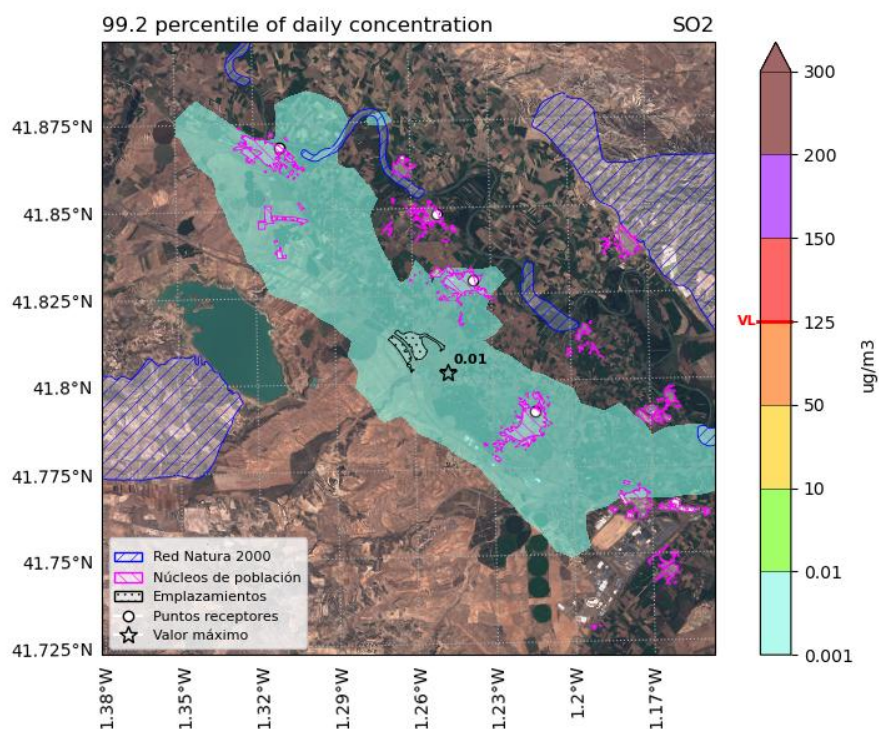 99.2 percentile of daily concentration SO2
41.875°N
41.85°N
41.825°N
41.8°N
41.775°N
41.75°N
41.725°N
0.01
Red Natura 2000
Núcleos de población
Emplazamientos
Puntos receptores
Valor máximo
1.38°W 1.35°W 1.32°W 1.29°W 1.26°W 1.23°W 1.2°W 1.17°W
300
200
150
VL 125
50
10
0.01
0.001
ug/m3